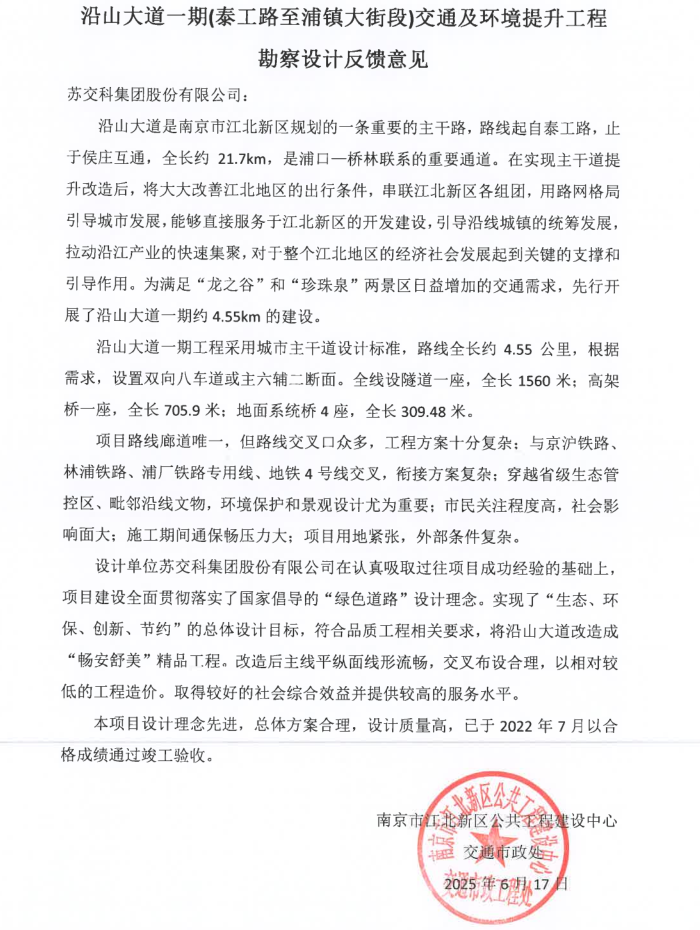 沿山大道一期(泰工路至浦镇大街段)交通及环境提升工程
勘察设计反馈意见
苏交科集团股份有限公司：
沿山大道是南京市江北新区规划的一条重要的主干路，路线起自泰工路，止
于侯庄互通，全长约 21.7km，是浦口—桥林联系的重要通道。在实现主干道提
升改造后，将大大改善江北地区的出行条件，串联江北新区各组团，用路网格局
引导城市发展，能够直接服务于江北新区的开发建设，引导沿线城镇的统筹发展，
拉动沿江产业的快速集聚，对于整个江北地区的经济社会发展起到关键的支撑和
引导作用。为满足“龙之谷”和“珍珠泉”两景区日益增加的交通需求，先行开
展了沿山大道一期约 4.55km 的建设。
沿山大道一期工程采用城市主干道设计标准，路线全长约 4.55 公里，根据
需求，设置双向八车道或主六辅二断面。全线设隧道一座，全长 1560 米；高架
桥一座，全长 705.9 米；地面系统桥 4 座，全长 309.48 米。
项目路线廊道唯一，但路线交叉口众多，工程方案十分复杂；与京沪铁路、
林浦铁路、浦厂铁路专用线、地铁 4 号线交叉，衔接方案复杂；穿越省级生态管
控区、毗邻沿线文物，环境保护和景观设计尤为重要；市民关注程度高，社会影
响面大；施工期间通保畅压力大；项目用地紧张，外部条件复杂。
设计单位苏交科集团股份有限公司在认真吸取过往项目成功经验的基础上，
项目建设全面贯彻落实了国家倡导的“绿色道路”设计理念。实现了“生态、环
保、创新、节约”的总体设计目标，符合品质工程相关要求，将沿山大道改造成
“畅安舒美”精品工程。改造后主线平纵面线形流畅，交叉布设合理，以相对较
低的工程造价。取得较好的社会综合效益并提供较高的服务水平。
本项目设计理念先进，总体方案合理，设计质量高，已于 2022 年 7 月以合
格成绩通过竣工验收。
南京市江北新区公共工程建设中心
交通市政处
2025 年 6 月 17 日
南京市江北新区公共工程建设中心
交通市政工程处